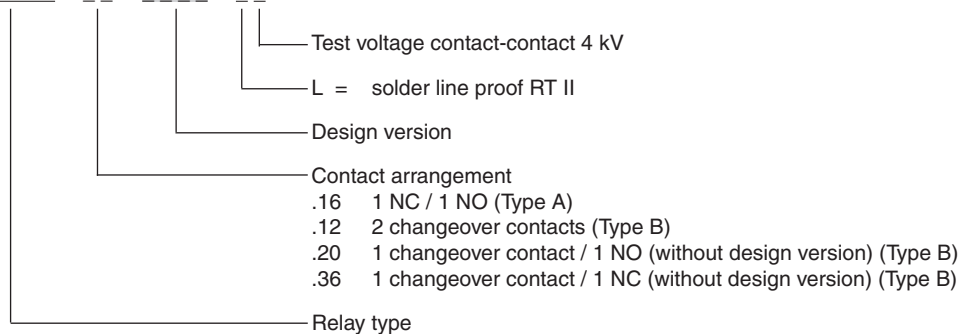 Test voltage contact-contact 4 kV
L = solder line proof RT II
Design version
Contact arrangement
.16 1 NC / 1 NO (Type A)
.12 2 changeover contacts (Type B)
.20 1 changeover contact / 1 NO (without design version) (Type B)
.36 1 changeover contact / 1 NC (without design version) (Type B)
Relay type